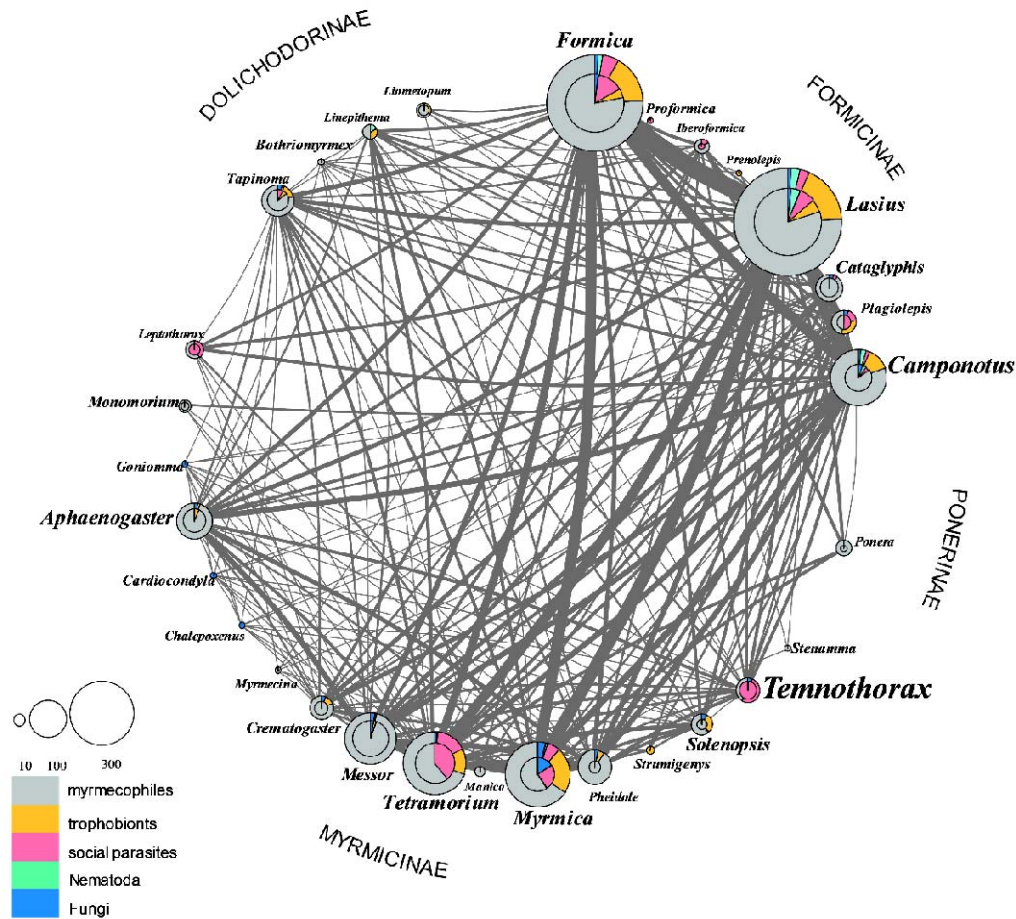 DOLICHODORINAE
Formica
FORMICINAE
Liometopum
Proformica
Linepithema
Iberoformica
Bothriomyrmex
Prenolepis
Tapinoma
Lasius
Cataglyphis
Plagiolepis
Leptothorax
Camponotus
Monomorium
Goniomma
Aphaenogaster
PONERINAE
Ponera
Cardiocondyla
Chalepoxenus
Stenamma
Myrmecina
Temnothorax
Crematogaster
Solenopsis
Messor
Strumigenys
Manica
Pheidole
Tetramorium
Myrmica
MYRMICINAE
10 100 300
myrmecophiles
trophobionts
social parasites
Nematoda
Fungi